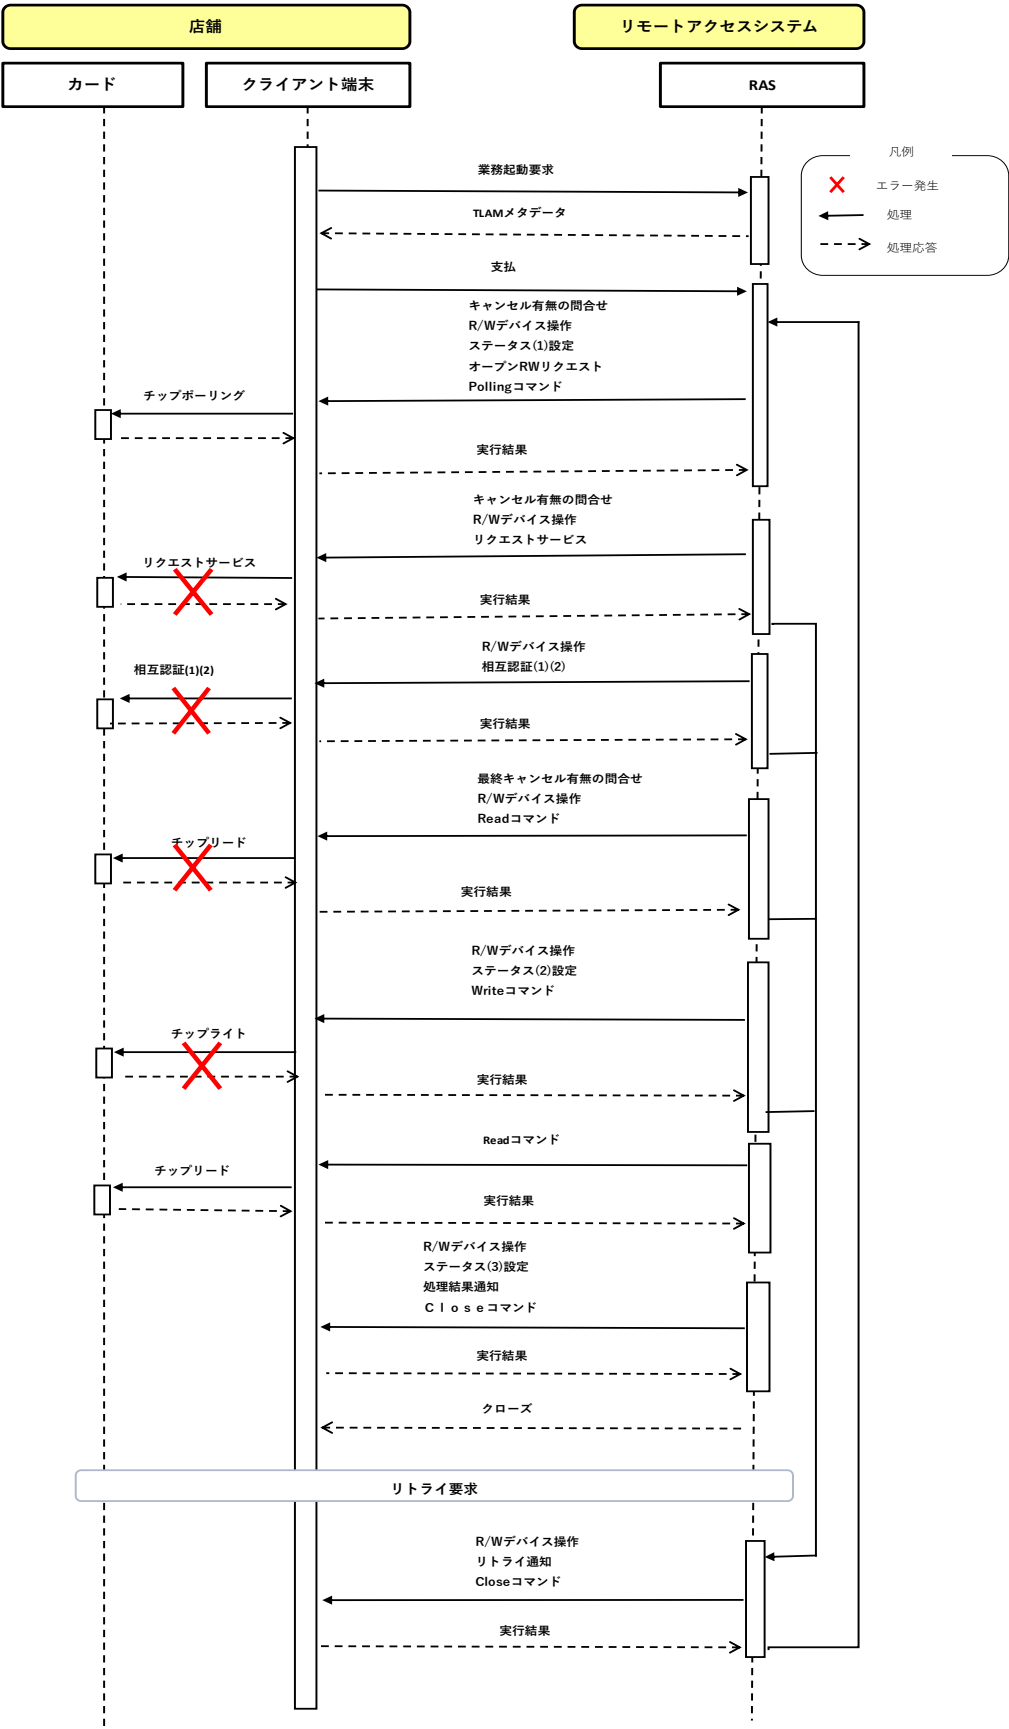 店舗
リモートアクセスシステム
カード
クライアント端末
RAS
凡例
エラー発生
処理
処理応答
業務起動要求
TLAMメタデータ
支払
キャンセル有無の問合せ
R/Wデバイス操作
ステータス(1)設定
オープンRWリクエスト
Pollingコマンド
チップポーリング
実行結果
キャンセル有無の問合せ
R/Wデバイス操作
リクエストサービス
リクエストサービス
実行結果
R/Wデバイス操作
相互認証(1)(2)
相互認証(1)(2)
実行結果
最終キャンセル有無の問合せ
R/Wデバイス操作
Readコマンド
チップリード
実行結果
R/Wデバイス操作
ステータス(2)設定
Writeコマンド
チップライト
実行結果
Readコマンド
チップリード
実行結果
R/Wデバイス操作
ステータス(3)設定
処理結果通知
Ｃｌｏｓｅコマンド
実行結果
クローズ
リトライ要求
R/Wデバイス操作
リトライ通知
Closeコマンド
実行結果